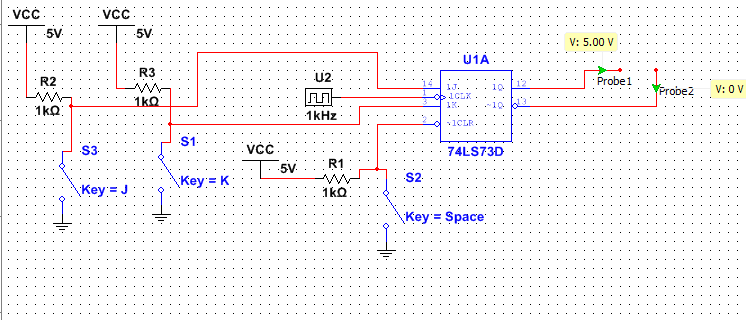 VCC
VCC
5V
5V
R2
1kΩ
R3
1kΩ
U2
1kHz
U1A
14
1J
1Q
12
1
1CLK
3
1K
~1Q
13
2
~1CLR
74LS73D
V: 5.00 V
Probe1
Probe2
V: 0 V
S3
Key = J
S1
Key = K
VCC
5V
R1
1kΩ
S2
Key = Space